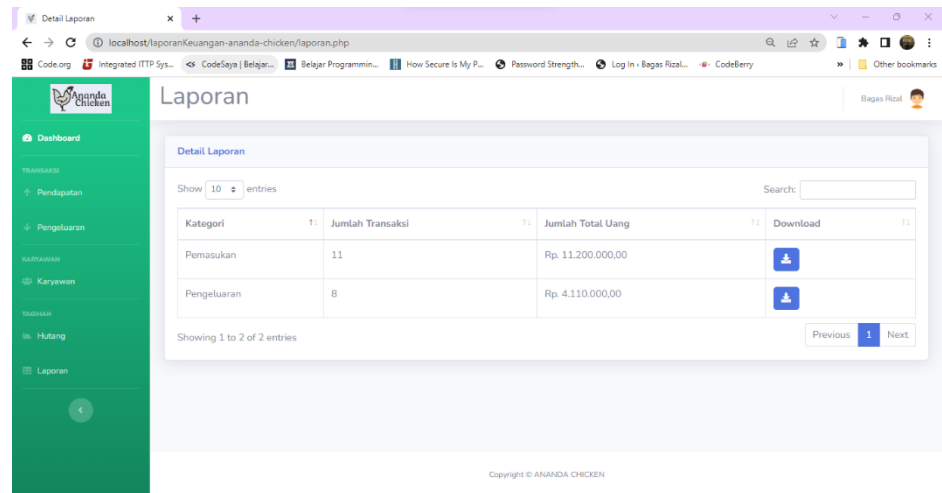 Detail Laporan
localhost/laporanKeuangan-ananda-chicken/laporan.php
Code.org Integrated ITTP Sys... CodeSaya | Belajar... Belajar Programmin... How Secure Is My P... Password Strength... Log In ‹ Bagas Rizal... CodeBerry » Other bookmarks
Ananda
Chicken
Laporan
Bagas Rizal
Dashboard
TRANSAKSI
Pendapatan
Pengeluaran
KARYAWAN
Karyawan
TAGIHAN
Hutang
Laporan
Detail Laporan
Show 10 entries Search:
Kategori Jumlah Transaksi Jumlah Total Uang Download
Pemasukan 11 Rp. 11.200.000,00
Pengeluaran 8 Rp. 4.110.000,00
Showing 1 to 2 of 2 entries Previous 1 Next
Copyright © ANANDA CHICKEN